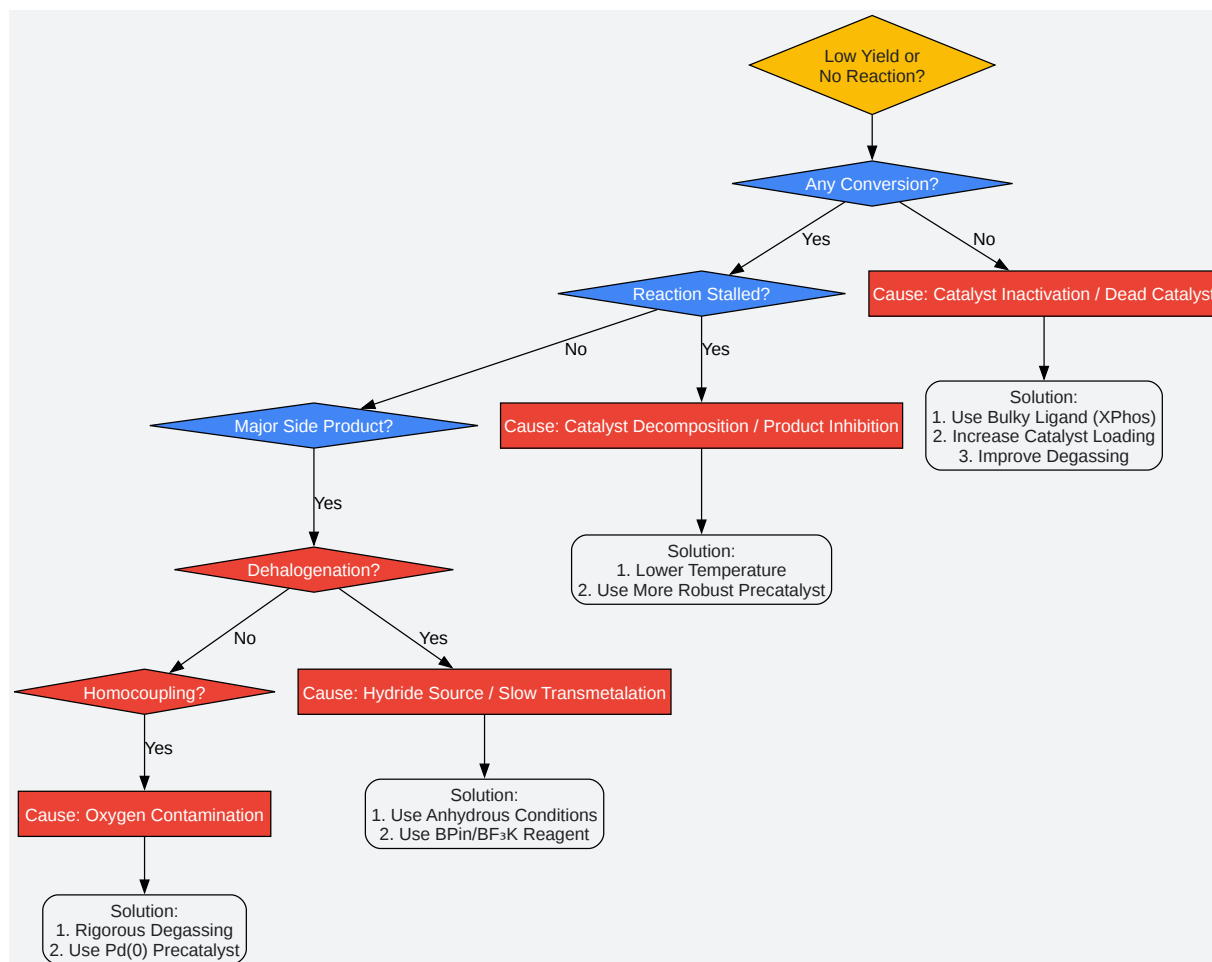 Low Yield or
No Reaction?
Any Conversion?
Yes
No
Reaction Stalled?
Cause: Catalyst Inactivation / Dead Catalyst
No
Yes
Solution:
1. Use Bulky Ligand (XPhos)
2. Increase Catalyst Loading
3. Improve Degassing
Major Side Product?
Cause: Catalyst Decomposition / Product Inhibition
Yes
Solution:
1. Lower Temperature
2. Use More Robust Precatalyst
Dehalogenation?
No
Yes
Homocoupling?
Cause: Hydride Source / Slow Transmetalation
Yes
Solution:
1. Use Anhydrous Conditions
2. Use BPin/BF₃K Reagent
Cause: Oxygen Contamination
Solution:
1. Rigorous Degassing
2. Use Pd(0) Precatalyst